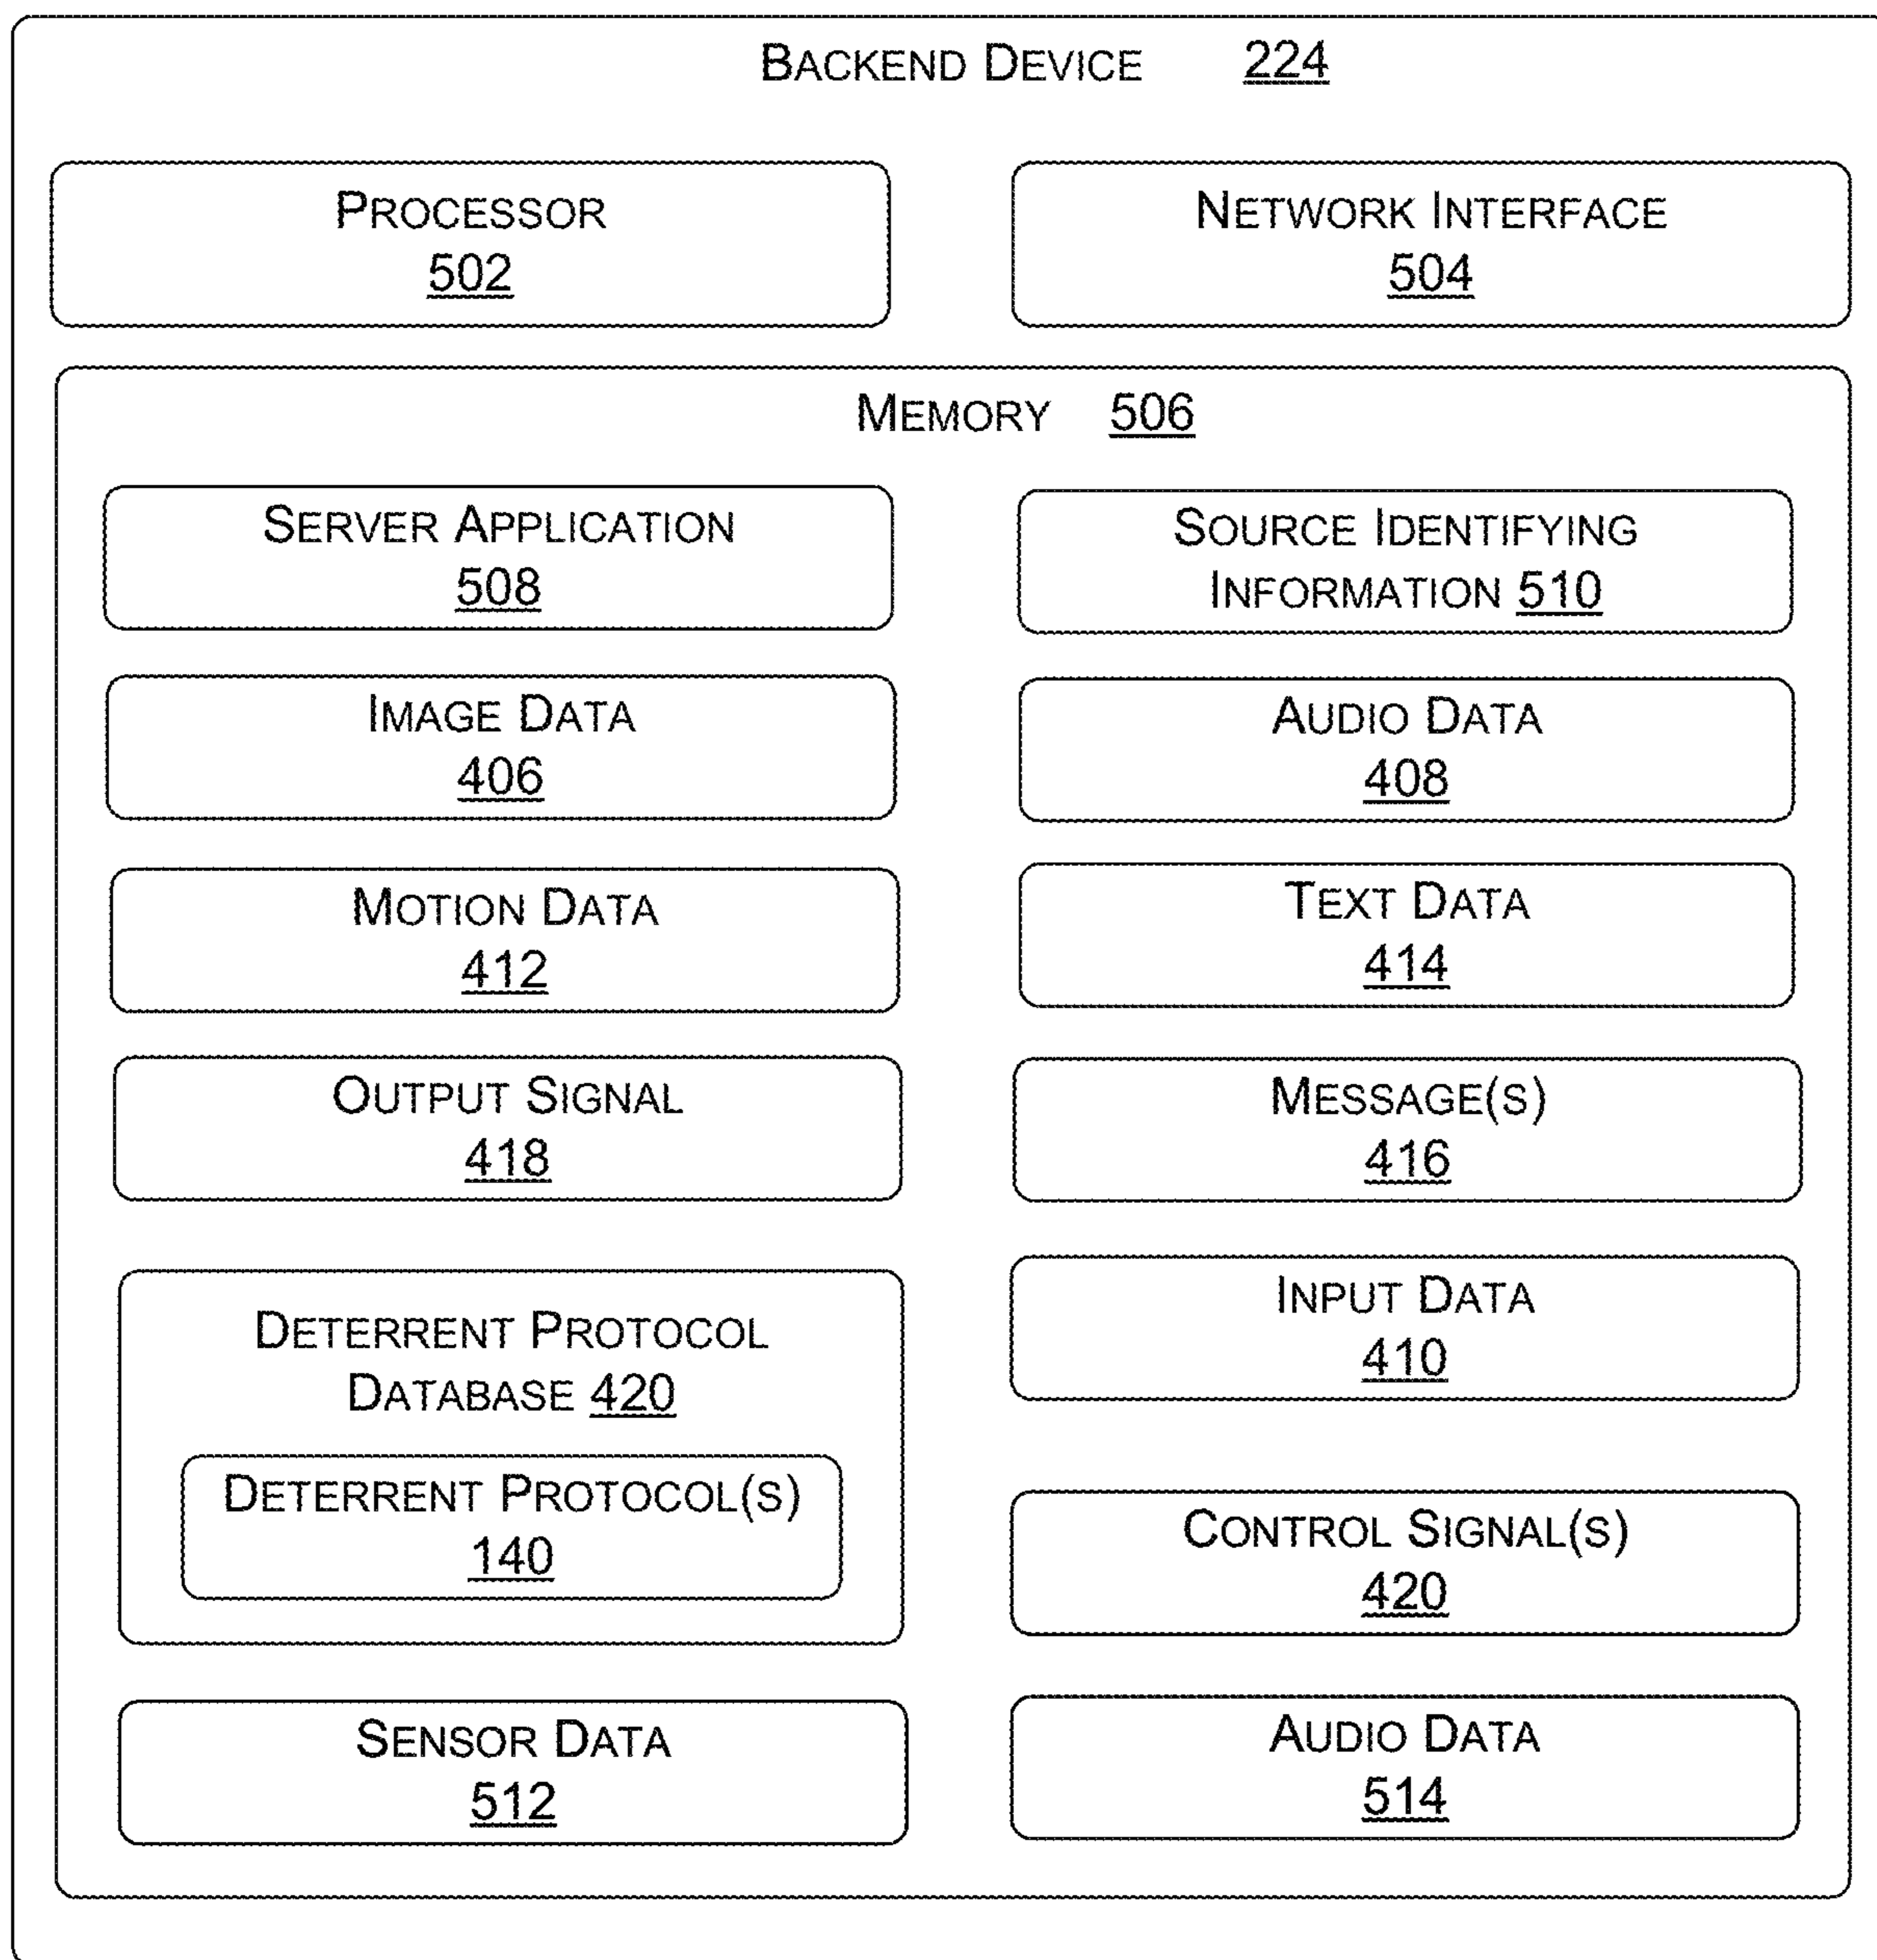 BACKEND DEVICE 224
PROCESSOR
502
NETWORK INTERFACE
504
MEMORY 506
SERVER APPLICATION
508
SOURCE IDENTIFYING
INFORMATION 510
IMAGE DATA
406
AUDIO DATA
408
MOTION DATA
412
TEXT DATA
414
OUTPUT SIGNAL
418
MESSAGE(S)
416
DETERRENT PROTOCOL
DATABASE 420
DETERRENT PROTOCOL(S)
140
INPUT DATA
410
CONTROL SIGNAL(S)
420
SENSOR DATA
512
AUDIO DATA
514